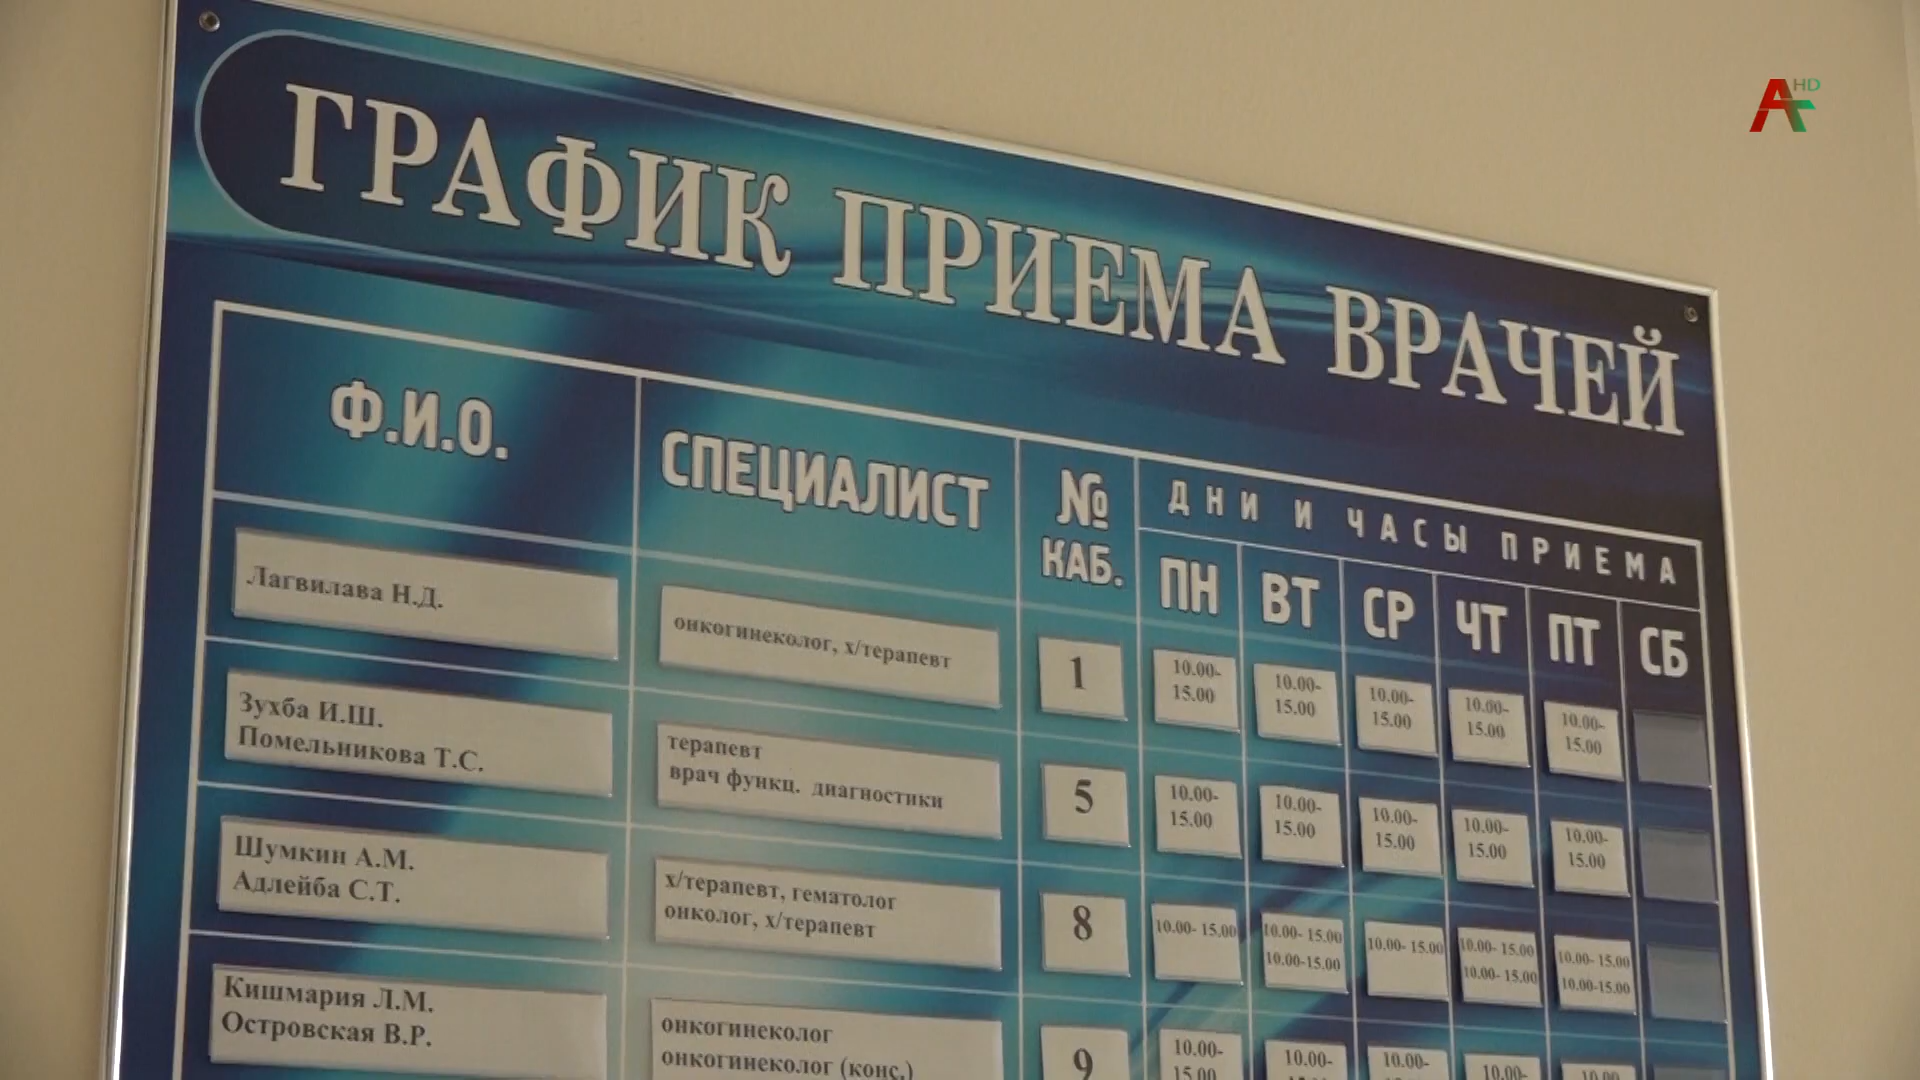 HD
ГРАФИК ПРИЕМА ВРАЧЕЙ
Ф.И.О.
СПЕЦИАЛИСТ
№
КАБ.
ДНИ И ЧАСЫ ПРИЕМА
ПН ВТ СР ЧТ ПТ СБ
Лагвилава Н.Д.
онкогинеколог, х/терапевт
1
10.00-
15.00
10.00-
15.00
10.00-
15.00
10.00-
15.00
10.00-
15.00
Зухба И.Ш.
Помельникова Т.С.
терапевт
врач функц. диагностики
5
10.00-
15.00
10.00-
15.00
10.00-
15.00
10.00-
15.00
10.00-
15.00
Шумкин А.М.
Адлейба С.Т.
х/терапевт, гематолог
онколог, х/терапевт
8
10.00- 15.00
10.00- 15.00
10.00-15.00
10.00- 15.00
10.00- 15.00
10.00- 15.00
10.00- 15.00
10.00-15.00
Кишмария Л.М.
Островская В.Р.
онкогинеколог
онкогинеколог (конс.)
9
10.00-
15.00
10.00-
10.00-
10.00-
10.00